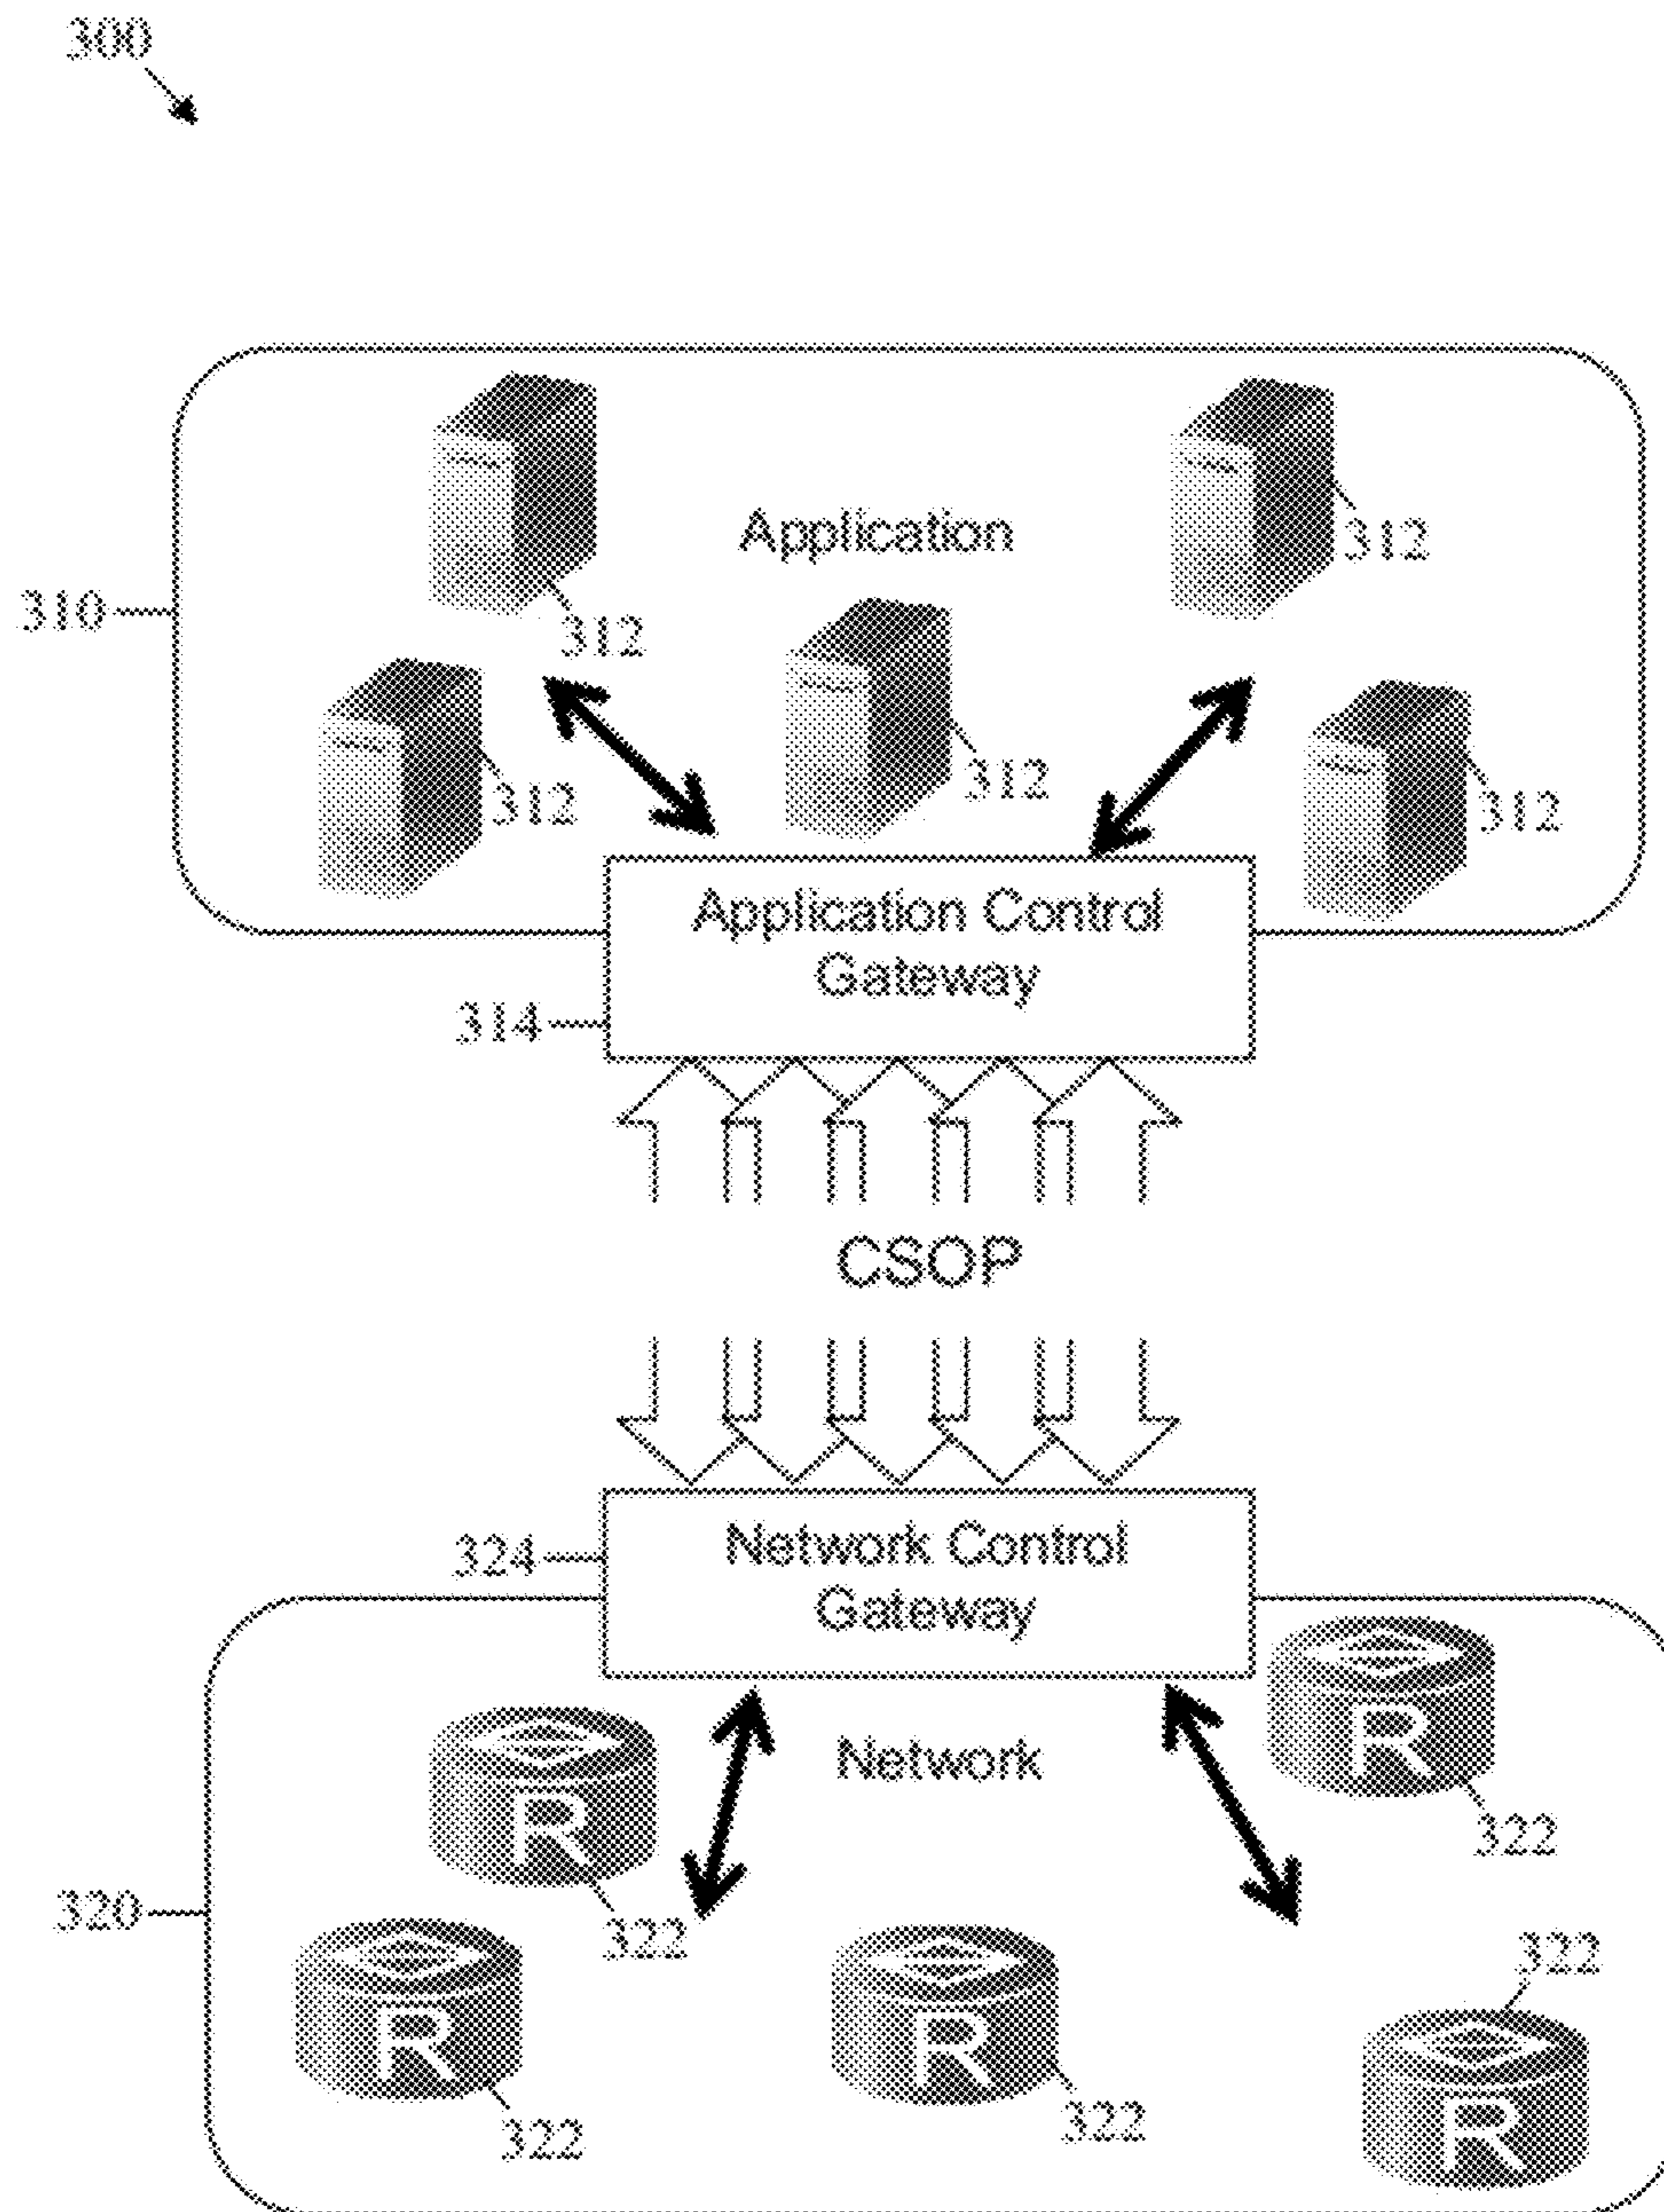 300
Application
312
310
312
312
312
312
Application Control
Gateway
314
CSOP
Network Control
Gateway
324
R
322
R
Network
322
320
R
322
R
322
322
R